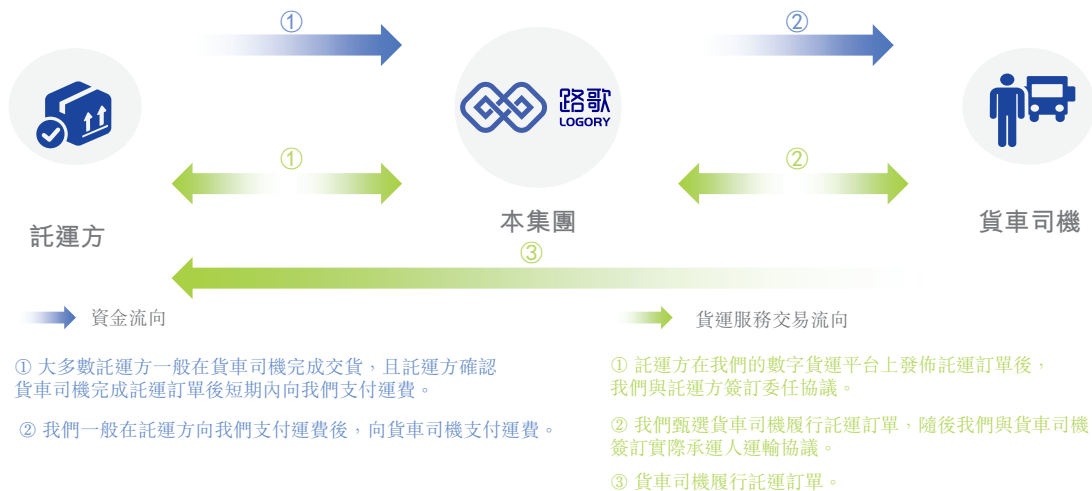 ①
②
路歌
LOGORY
①
②
託運方
本集團
貨車司機
③
資金流向
貨運服務交易流向
① 大多數託運方一般在貨車司機完成交貨，且託運方確認
貨車司機完成託運訂單後短期內向我們支付運費。
② 我們一般在託運方向我們支付運費後，向貨車司機支付運費。
① 託運方在我們的數字貨運平台上發佈託運訂單後，
我們與託運方簽訂委任協議。
② 我們甄選貨車司機履行託運訂單，隨後我們與貨車司機
簽訂實際承運人運輸協議。
③ 貨車司機履行託運訂單。